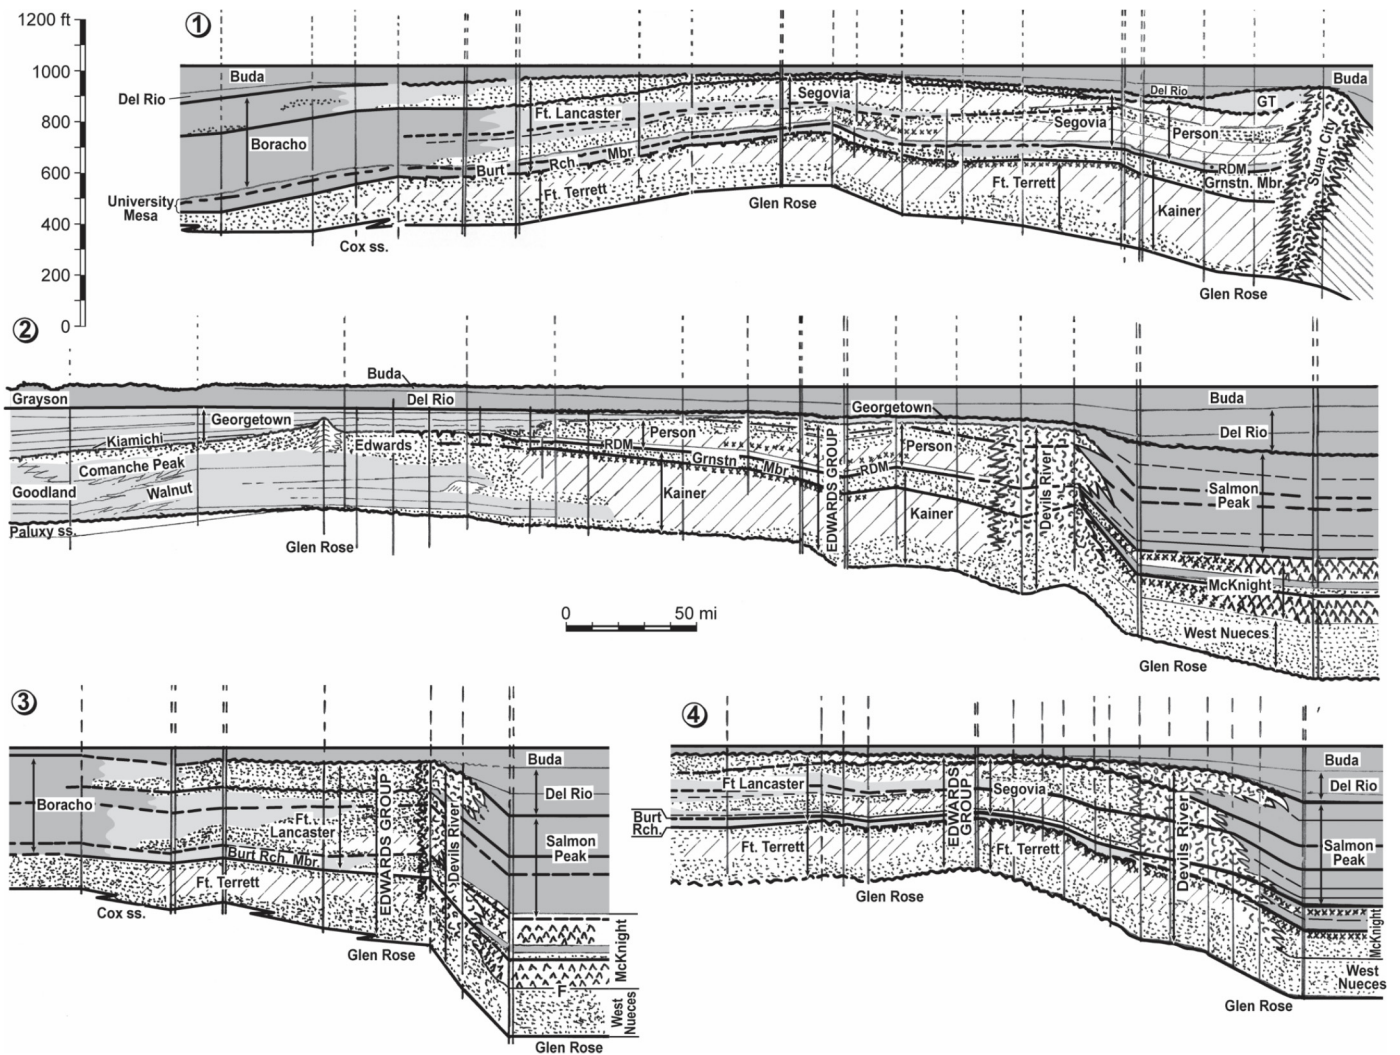 1200 ft
1000
800
600
400
200
0
1
Buda
Del Rio
Boracho
University
Mesa
Cox ss.
Ft. Lancaster
Burt
Rch
Mbr.
Ft. Terrett
Segovia
Glen Rose
Segovia
Ft. Terrett
Del Rio
Person
RDM
Grnstn. Mbr.
Kainer
GT
Stuart City
Buda
Glen Rose
2
Buda
Grayson
Del Rio
Georgetown
Kiamichi
Comanche Peak
Goodland
Walnut
Paluxy ss.
Glen Rose
Edwards
Person
RDM
Grnstn
Mbr
Kainer
EDWARDS GROUP
Georgetown
Person
RDM
Kainer
Devils River
Buda
Del Rio
Salmon
Peak
McKnight
West Nueces
Glen Rose
0
50 mi
3
Boracho
Cox ss.
Ft.
Lancaster
Burt Rch. Mbr.
Ft. Terrett
EDWARDS GROUP
Devils River
Glen Rose
Buda
Del Rio
Salmon
Peak
McKnight
F
West
Nueces
Glen Rose
4
Ft Lancaster
Burt
Rch.
Ft. Terrett
EDWARDS
GROUP
Segovia
Ft. Terrett
Glen Rose
Devils River
Buda
Del Rio
Salmon
Peak
McKnight
West
Nueces
Glen Rose